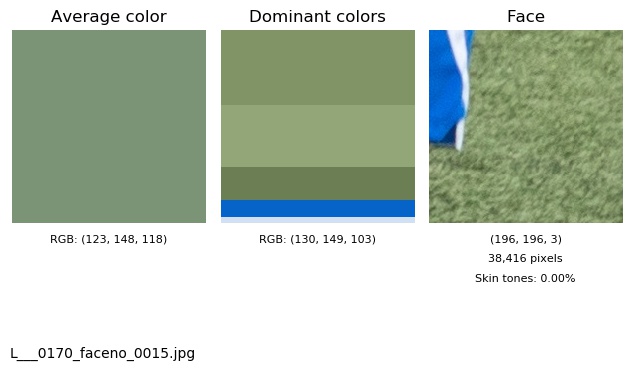 Average color
Dominant colors
Face
RGB: (123, 148, 118)
RGB: (130, 149, 103)
(196, 196, 3)
38,416 pixels
Skin tones: 0.00%
L___0170_faceno_0015.jpg